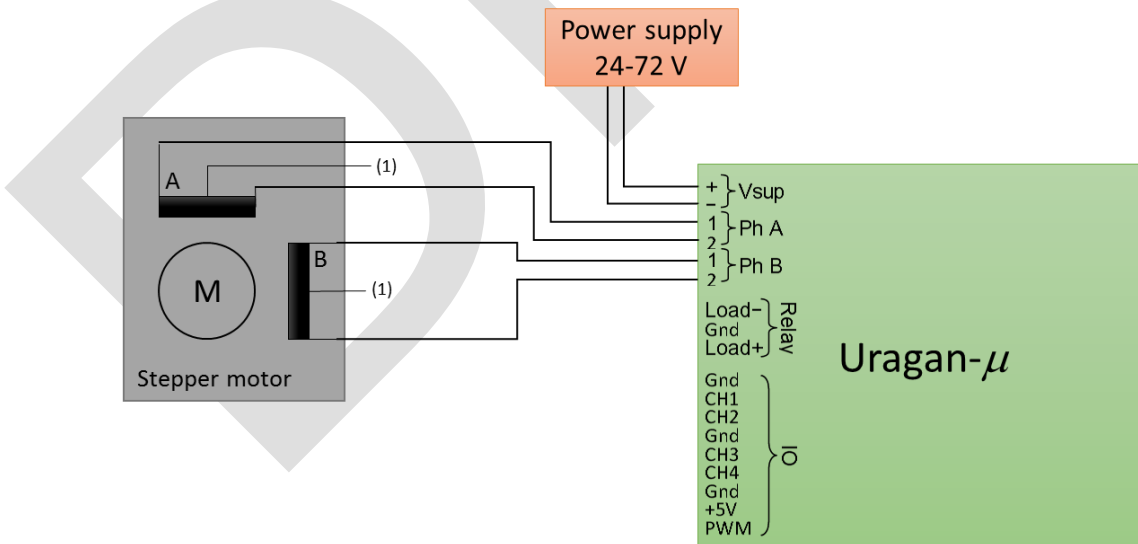 Power supply
24-72 V
A
(1)
B
(1)
M
Stepper motor
+
−
Vsup
1
2
Ph A
1
2
Ph B
Load−
Gnd
Load+
Relay
Gnd
CH1
CH2
Gnd
CH3
CH4
Gnd
+5V
PWM
IO
Uragan-μ